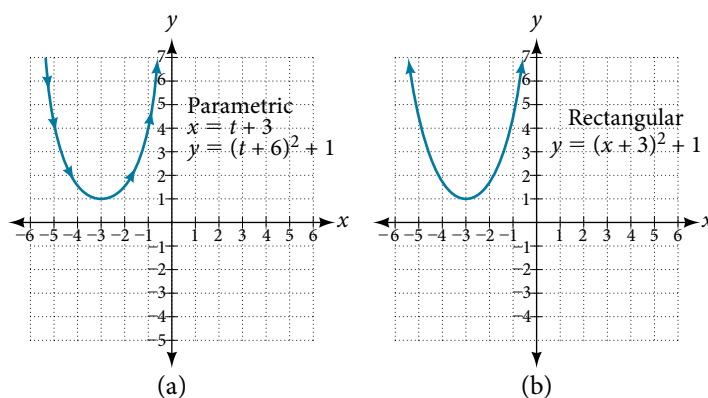 y
7
6
5
4
3
2
1
Parametric
x = t + 3
y = (t + 6)² + 1
x
−6 −5 −4 −3 −2 −1 1 2 3 4 5 6
−1
−2
−3
−4
−5
(a)
y
7
6
5
4
3
2
1
Rectangular
y = (x + 3)² + 1
x
−6 −5 −4 −3 −2 −1 1 2 3 4 5 6
−1
−2
−3
−4
−5
(b)